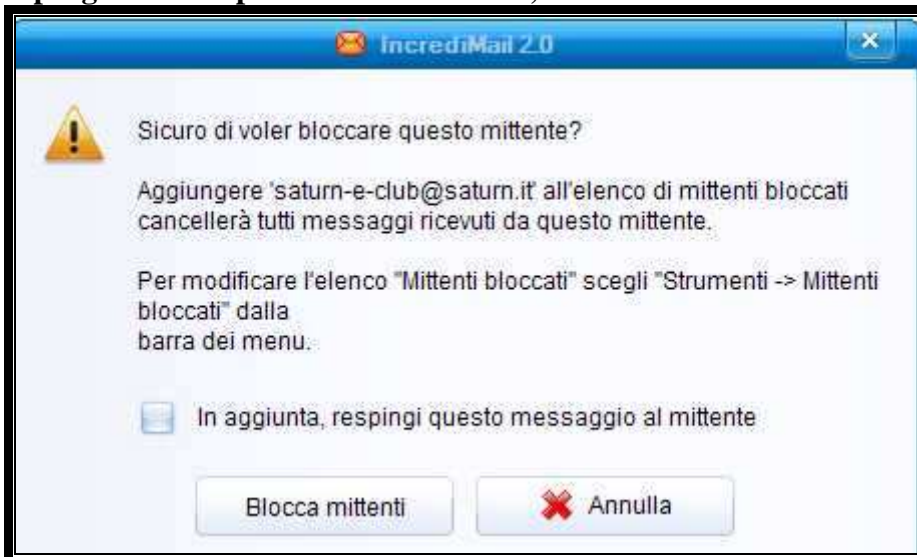 IncrediMail 2.0
Sicuro di voler bloccare questo mittente?
Aggiungere 'saturn-e-club@saturn.it' all'elenco di mittenti bloccati
cancellerà tutti messaggi ricevuti da questo mittente.
Per modificare l'elenco "Mittenti bloccati" scegli "Strumenti -> Mittenti
bloccati" dalla
barra dei menu.
In aggiunta, respingi questo messaggio al mittente
Blocca mittenti
Annulla